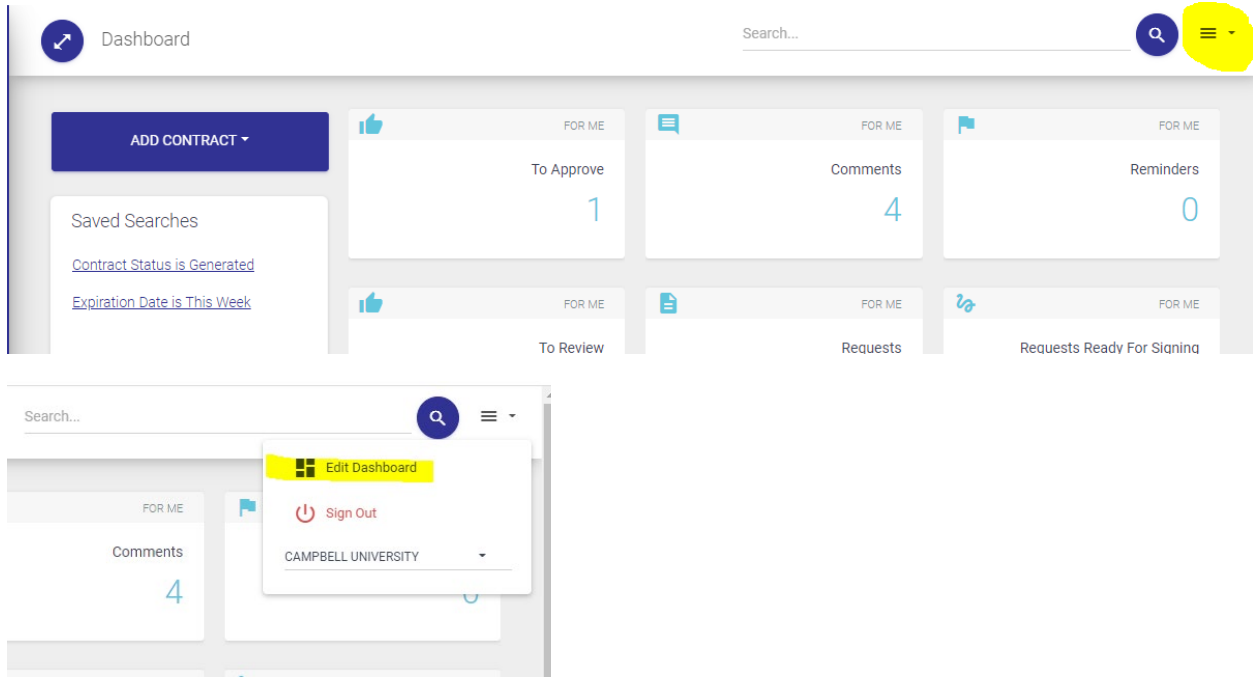 Dashboard
Search...
ADD CONTRACT
FOR ME
FOR ME
FOR ME
To Approve
Comments
Reminders
1
4
0
Saved Searches
Contract Status is Generated
Expiration Date is This Week
FOR ME
FOR ME
FOR ME
To Review
Requests
Requests Ready For Signing
Search...
Edit Dashboard
Sign Out
CAMPBELL UNIVERSITY
FOR ME
Comments
4